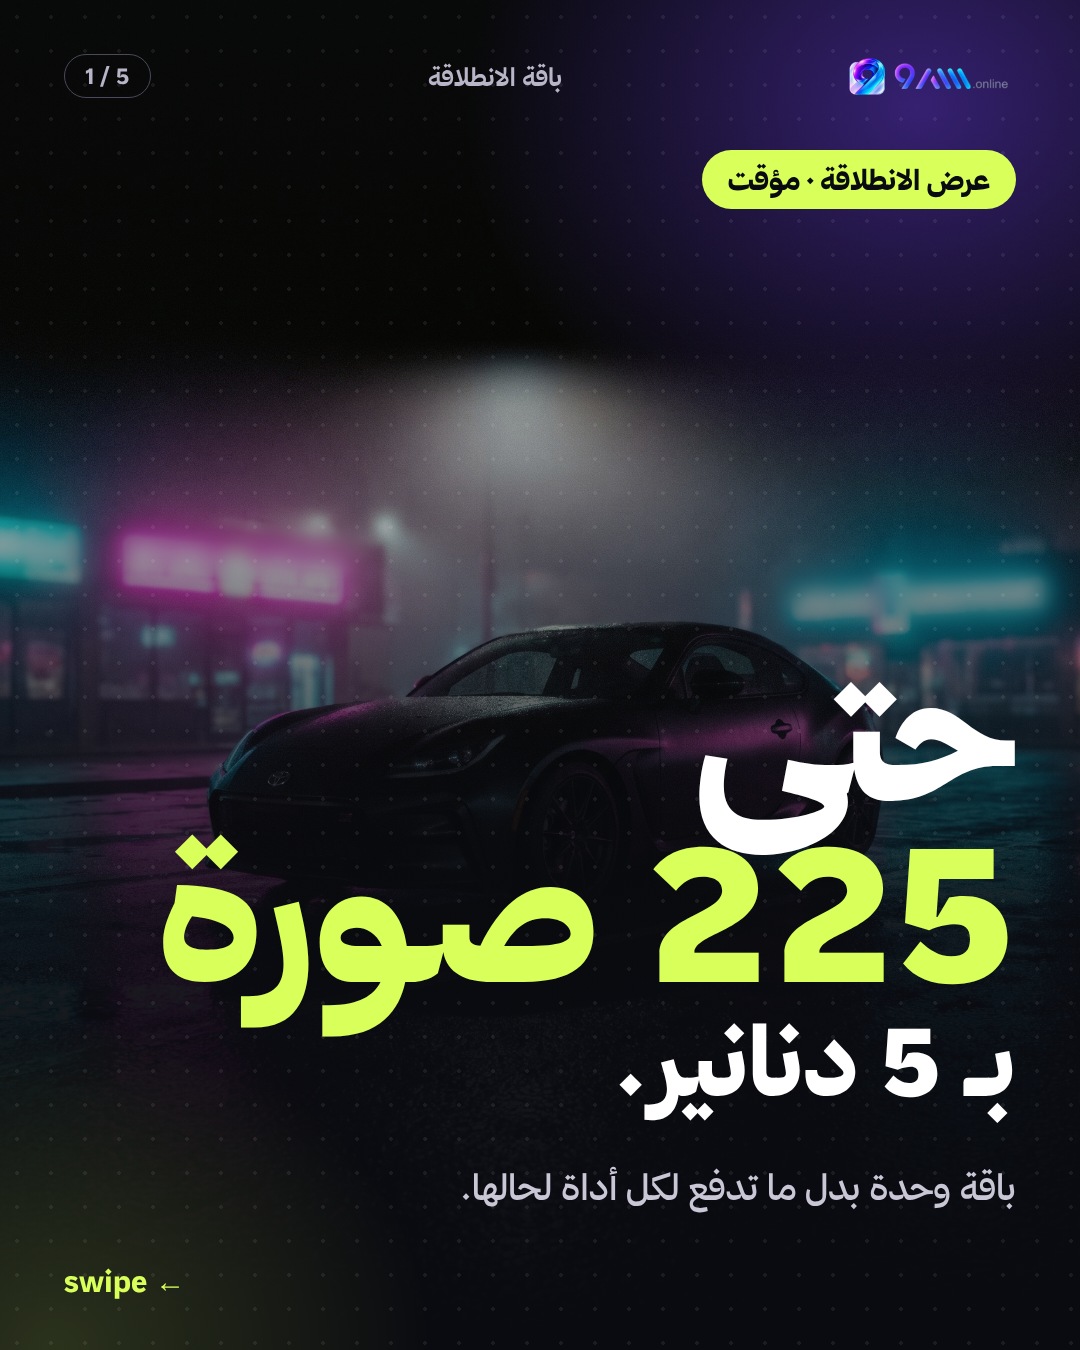 9AM.online
باقة الانطلاقة
1 / 5
عرض الانطلاقة · مؤقت
حتى
225 صورة
بـ 5 دنانير.
باقة وحدة بدل ما تدفع لكل أداة لحالها.
swipe ←